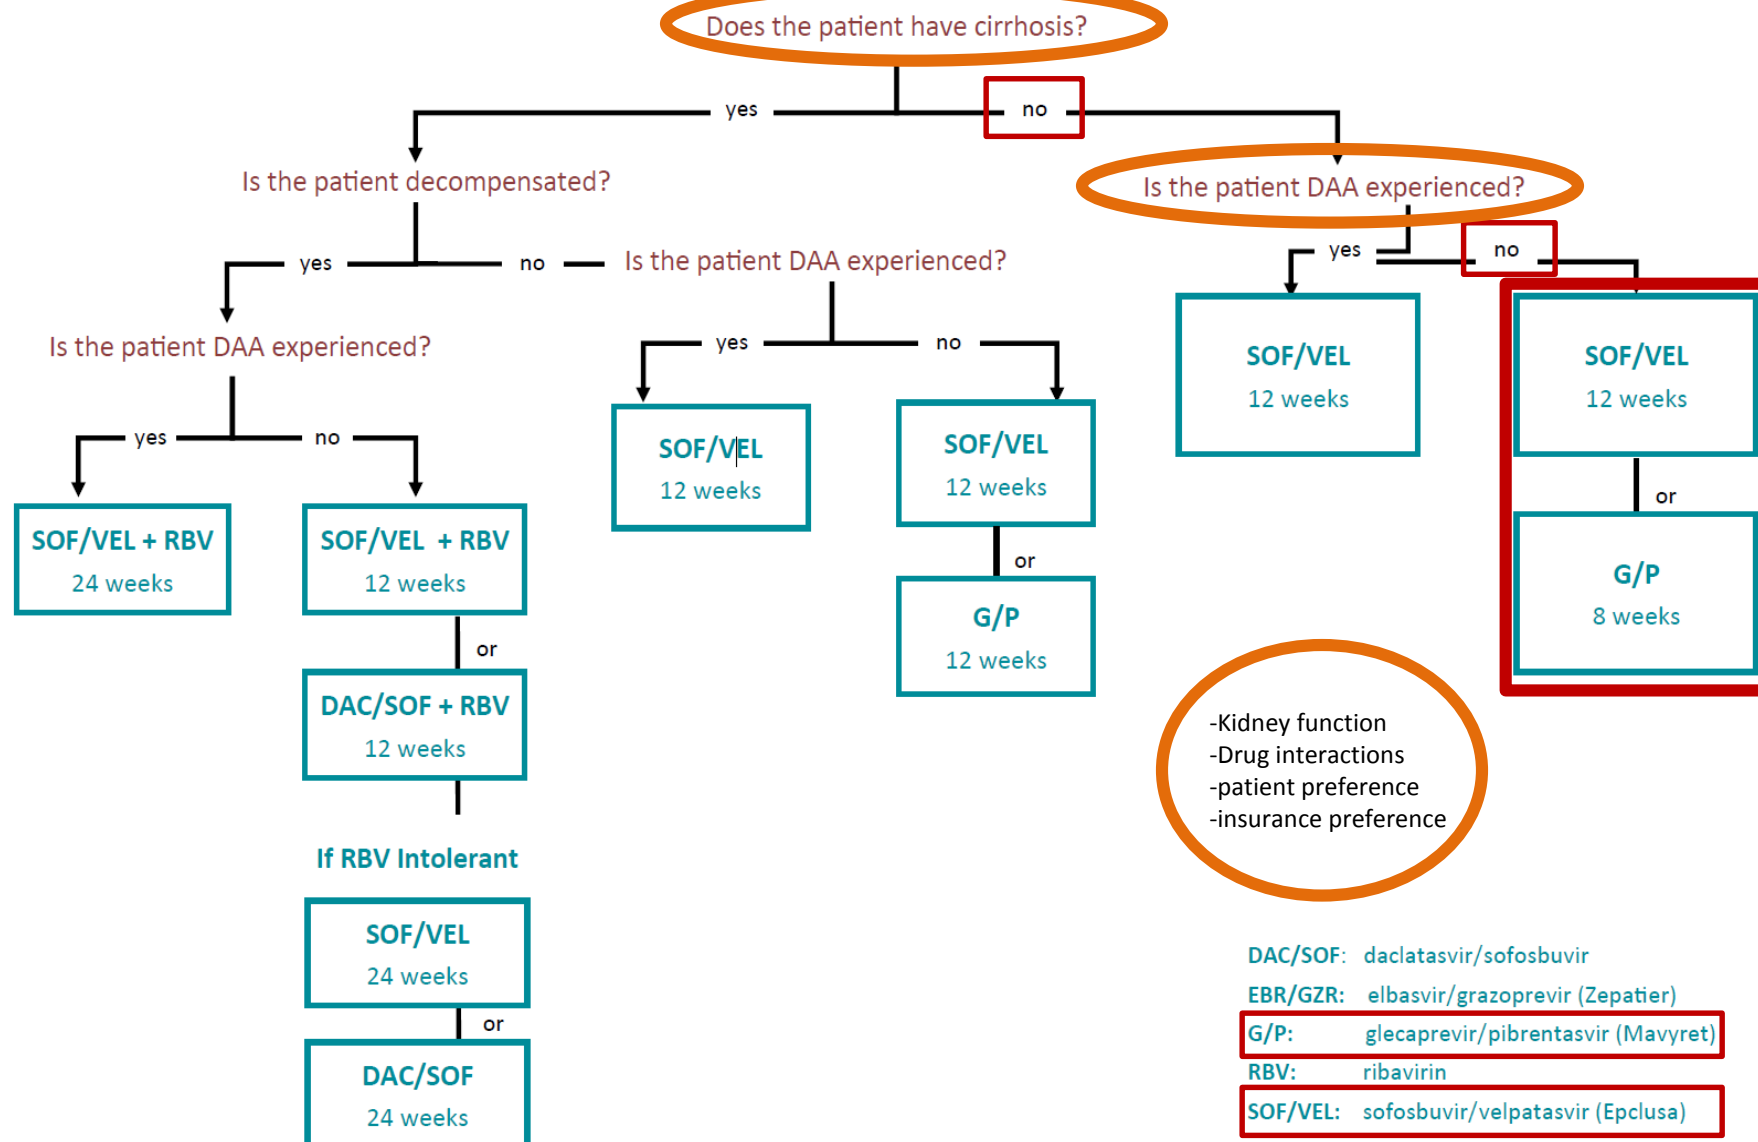 Does the patient have cirrhosis?
yes
no
Is the patient decompensated?
Is the patient DAA experienced?
yes
no
Is the patient DAA experienced?
yes
no
Is the patient DAA experienced?
yes
no
yes
no
SOF/VEL + RBV
24 weeks
SOF/VEL + RBV
12 weeks
or
DAC/SOF + RBV
12 weeks
If RBV Intolerant
SOF/VEL
24 weeks
or
DAC/SOF
24 weeks
SOF/VEL
12 weeks
SOF/VEL
12 weeks
or
G/P
12 weeks
SOF/VEL
12 weeks
SOF/VEL
12 weeks
or
G/P
8 weeks
-Kidney function
-Drug interactions
-patient preference
-insurance preference
DAC/SOF: daclatasvir/sofosbuvir
EBR/GZR: elbasvir/grazoprevir (Zepatier)
G/P: glecaprevir/pibrentasvir (Mavyret)
RBV: ribavirin
SOF/VEL: sofosbuvir/velpatasvir (Epclusa)